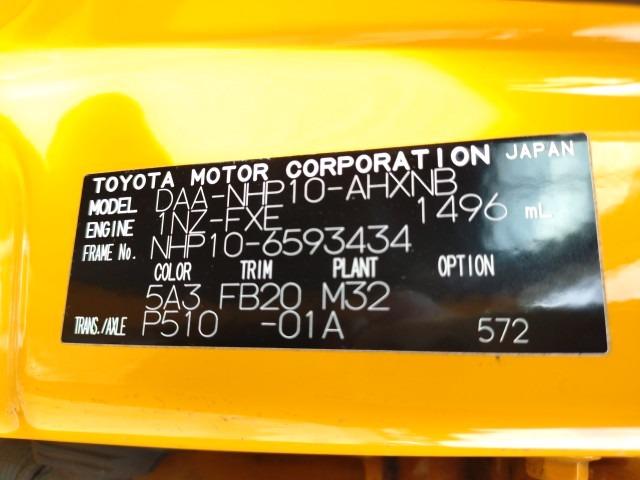 TOYOTA MOTOR CORPORATION JAPAN
MODEL DAA-NHP10-AHXNB
ENGINE 1NZ-FXE 1496 mL
FRAME No. NHP10-6593434
COLOR TRIM PLANT OPTION
5A3 FB20 M32
TRANS./AXLE P510 -01A 572